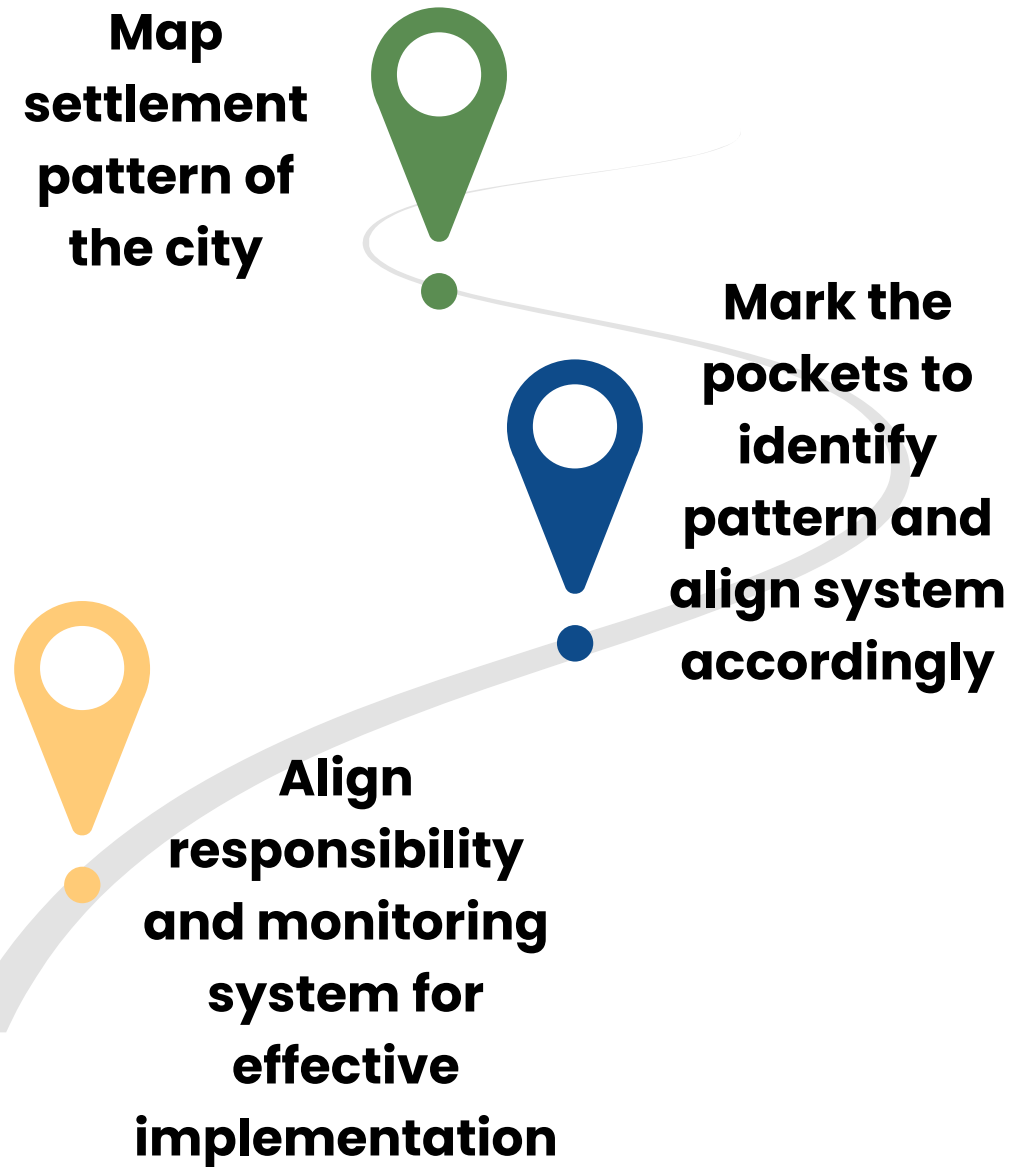 Map
settlement
pattern of
the city
Mark the
pockets to
identify
pattern and
align system
accordingly
Align
responsibility
and monitoring
system for
effective
implementation